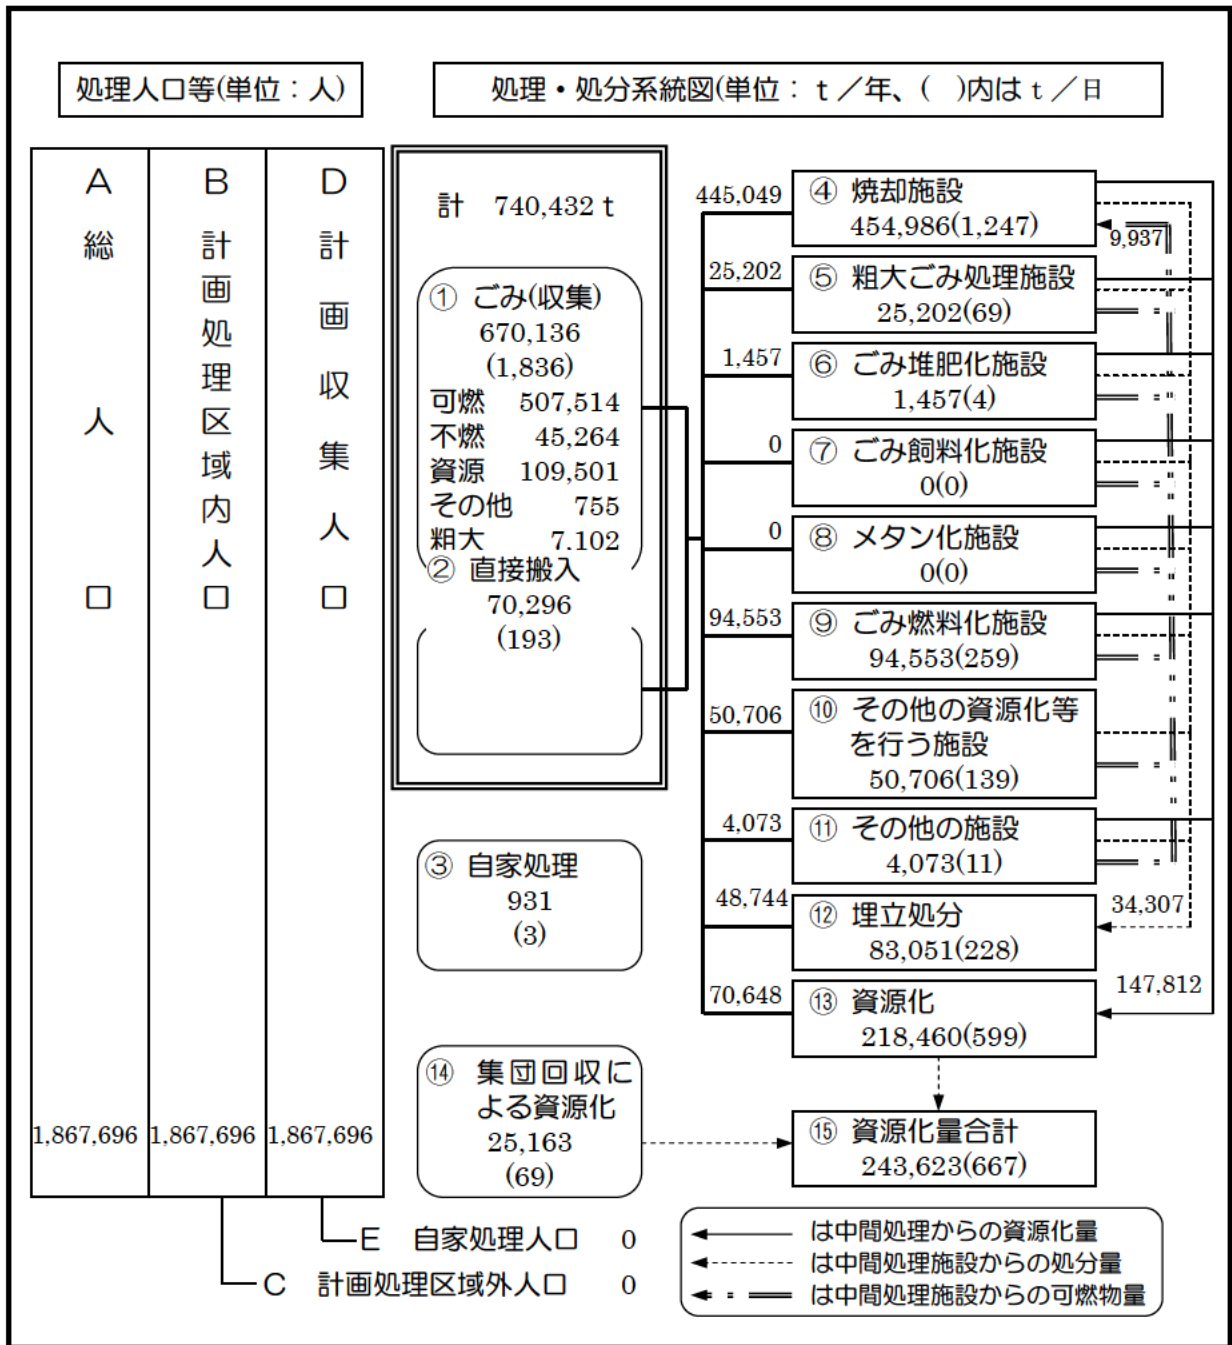 処理人口等(単位：人)
処理・処分系統図(単位：ｔ／年、(　)内はｔ／日
A 総人口
1,867,696
B 計画処理区域内人口
1,867,696
D 計画収集人口
1,867,696
E 自家処理人口 0
C 計画処理区域外人口 0
計 740,432ｔ
① ごみ(収集)
670,136
(1,836)
可燃 507,514
不燃 45,264
資源 109,501
その他 755
粗大 7.102
② 直接搬入
70,296
(193)
③ 自家処理
931
(3)
⑭ 集団回収に
よる資源化
25,163
(69)
445,049
④ 焼却施設
454,986(1,247)
9,937
25,202
⑤ 粗大ごみ処理施設
25,202(69)
1,457
⑥ ごみ堆肥化施設
1,457(4)
0
⑦ ごみ飼料化施設
0(0)
0
⑧ メタン化施設
0(0)
94,553
⑨ ごみ燃料化施設
94,553(259)
50,706
⑩ その他の資源化等
を行う施設
50,706(139)
4,073
⑪ その他の施設
4,073(11)
48,744
⑫ 埋立処分
83,051(228)
34,307
70,648
⑬ 資源化
218,460(599)
147,812
⑮ 資源化量合計
243,623(667)
は中間処理からの資源化量
は中間処理施設からの処分量
は中間処理施設からの可燃物量